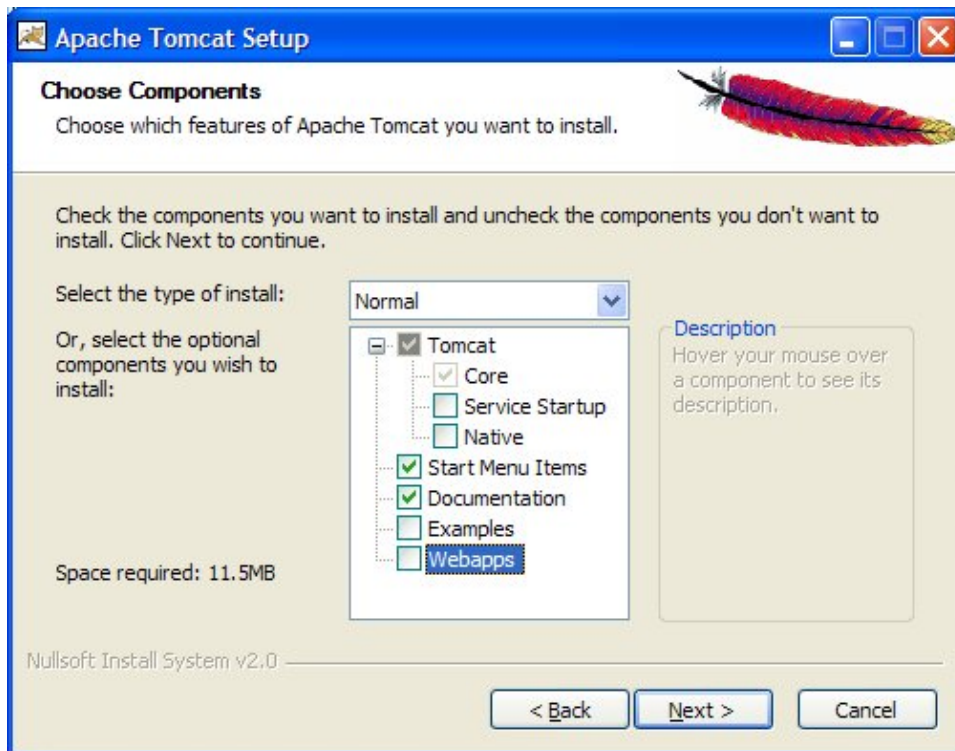 Apache Tomcat Setup
Choose Components
Choose which features of Apache Tomcat you want to install.
Check the components you want to install and uncheck the components you don't want to
install. Click Next to continue.
Select the type of install:
Normal
Or, select the optional
components you wish to
install:
Tomcat
Core
Service Startup
Native
Start Menu Items
Documentation
Examples
Webapps
Description
Hover your mouse over
a component to see its
description.
Space required: 11.5MB
Nullsoft Install System v2.0
< Back
Next >
Cancel